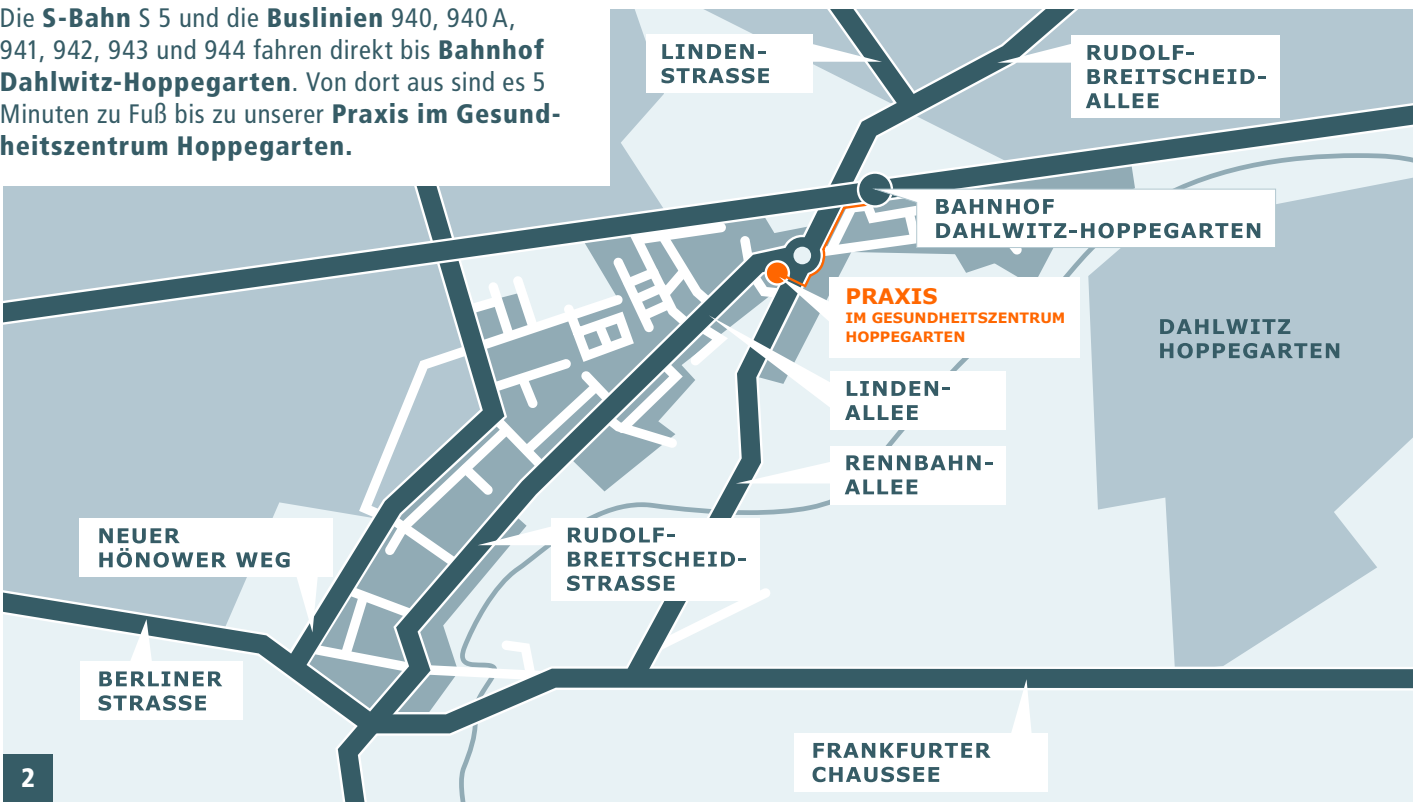 Die S-Bahn S 5 und die Buslinien 940, 940 A,
941, 942, 943 und 944 fahren direkt bis Bahnhof
Dahlwitz-Hoppegarten. Von dort aus sind es 5
Minuten zu Fuß bis zu unserer Praxis im Gesund-
heitszentrum Hoppegarten.
LINDEN-
STRASSE
RUDOLF-
BREITSCHEID-
ALLEE
BAHNHOF
DAHLWITZ-HOPPEGARTEN
PRAXIS
IM GESUNDHEITSZENTRUM
HOPPEGARTEN
DAHLWITZ
HOPPEGARTEN
LINDEN-
ALLEE
RENNBAHN-
ALLEE
NEUER
HÖNOWER WEG
RUDOLF-
BREITSCHEID-
STRASSE
BERLINER
STRASSE
FRANKFURTER
CHAUSSEE
2